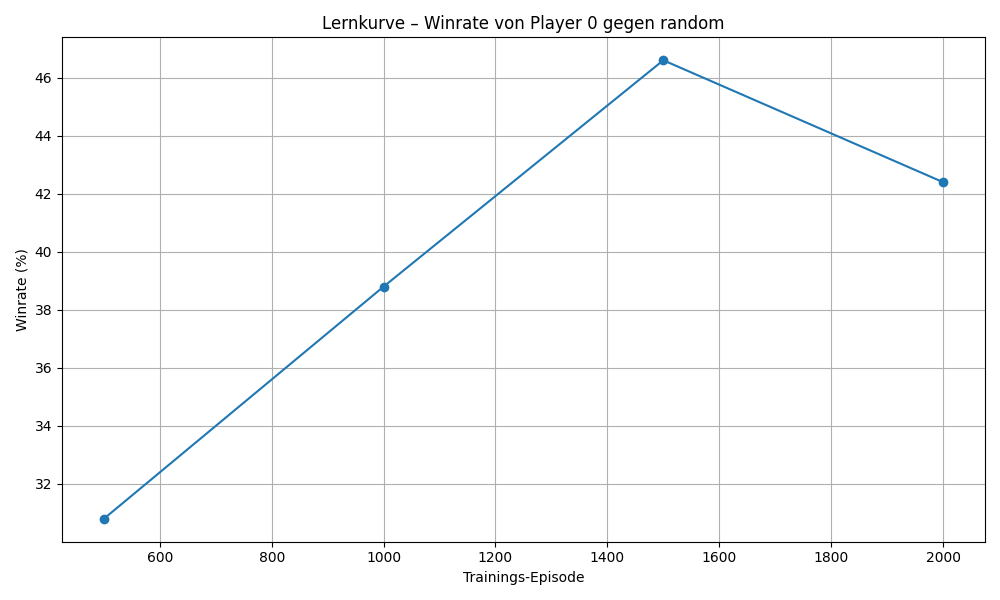 Lernkurve – Winrate von Player 0 gegen random
Winrate (%)
46
44
42
40
38
36
34
32
600 800 1000 1200 1400 1600 1800 2000
Trainings-Episode